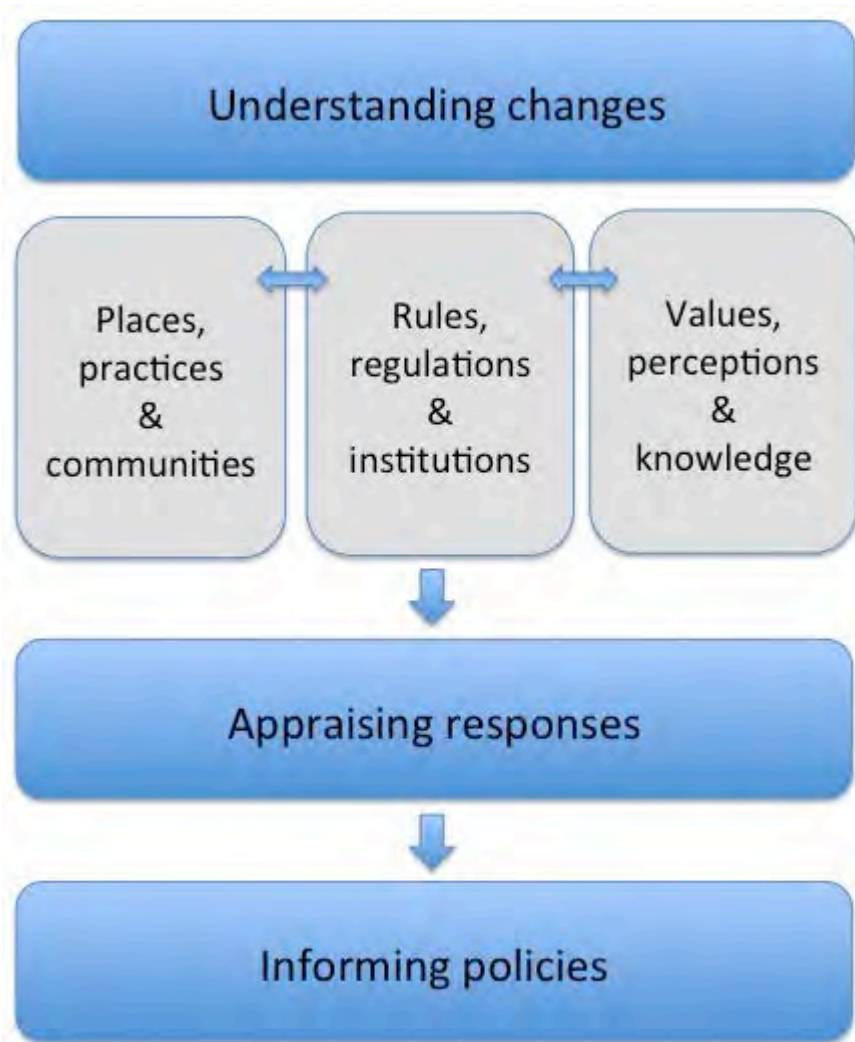 Understanding changes
Places,
practices
&
communities
Rules,
regulations
&
institutions
Values,
perceptions
&
knowledge
Appraising responses
Informing policies